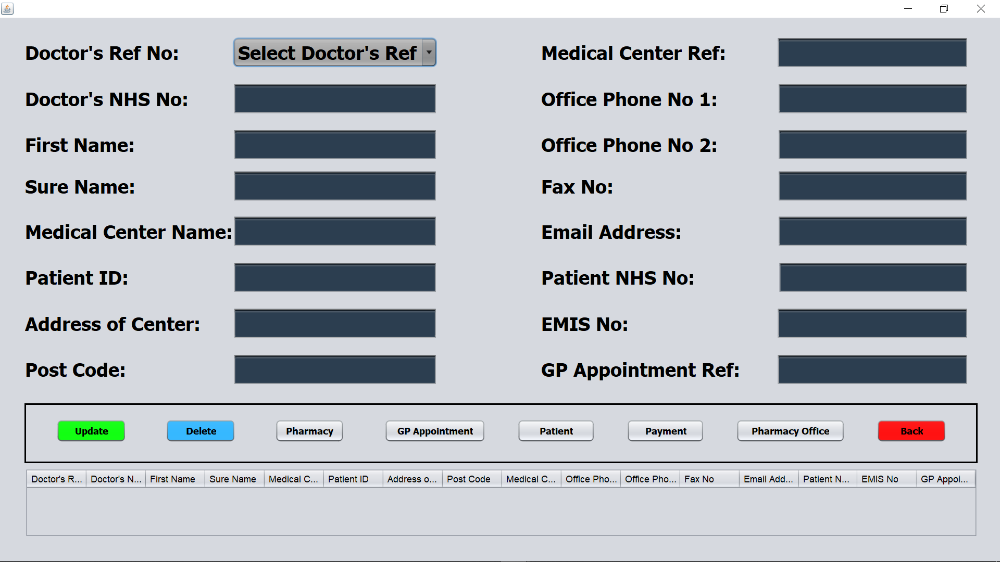 Doctor's Ref No:
Select Doctor's Ref
Medical Center Ref:
Doctor's NHS No:
Office Phone No 1:
First Name:
Office Phone No 2:
Sure Name:
Fax No:
Medical Center Name:
Email Address:
Patient ID:
Patient NHS No:
Address of Center:
EMIS No:
Post Code:
GP Appointment Ref:
Update
Delete
Pharmacy
GP Appointment
Patient
Payment
Pharmacy Office
Back
Doctor's R...
Doctor's N...
First Name
Sure Name
Medical C...
Patient ID
Address o...
Post Code
Medical C...
Office Pho...
Office Pho...
Fax No
Email Add...
Patient N...
EMIS No
GP Appoi...